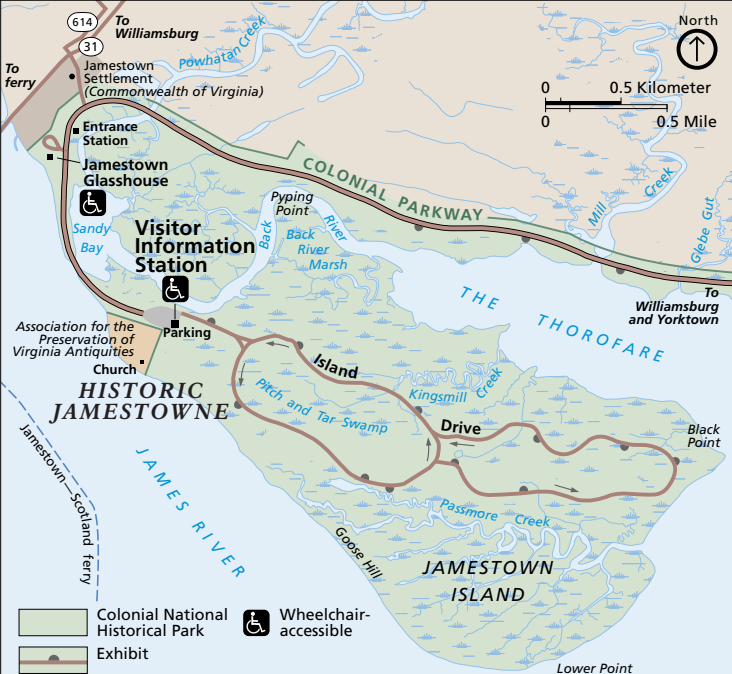 614
To
Williamsburg
31
North
To
ferry
Powhatan Creek
Jamestown
Settlement
(Commonwealth of Virginia)
0 0.5 Kilometer
0 0.5 Mile
Entrance
Station
Jamestown
Glasshouse
COLONIAL PARKWAY
Mill Creek
Glebe Gut
Pyping
Point
Back River
Sandy
Bay
Visitor
Information
Station
Back
River
Marsh
THE THOROFARE
To
Williamsburg
and Yorktown
Association for the
Preservation of
Virginia Antiquities
Parking
Church
HISTORIC
JAMESTOWNE
Island
Drive
Pitch and Tar Swamp
Kingsmill
Creek
Black
Point
Jamestown—Scotland ferry
JAMES RIVER
Passmore Creek
Goose Hill
JAMESTOWN
ISLAND
Colonial National
Historical Park
Wheelchair-
accessible
Exhibit
Lower Point